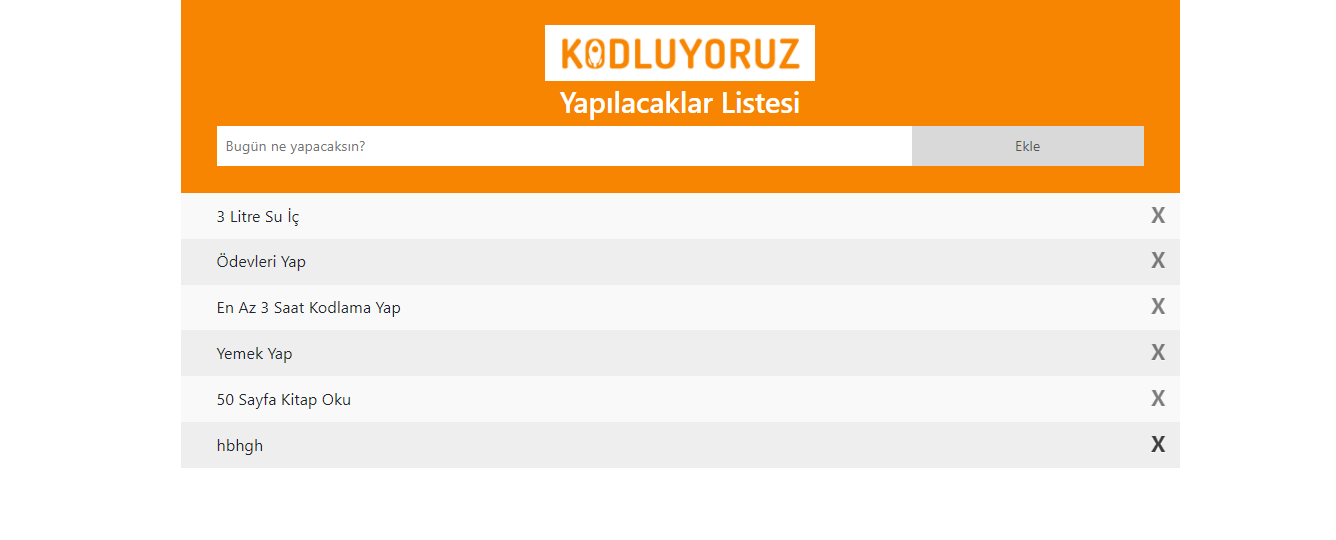 KODLUYORUZ
Yapılacaklar Listesi
Bugün ne yapacaksın? Ekle
3 Litre Su İç X
Ödevleri Yap X
En Az 3 Saat Kodlama Yap X
Yemek Yap X
50 Sayfa Kitap Oku X
hbhgh X